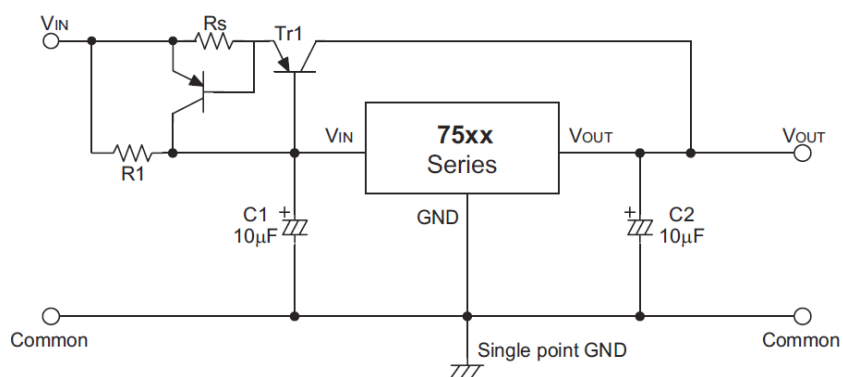 VIN
Rs
Tr1
R1
VIN
75xx
Series
VOUT
VOUT
GND
C1
+
10μF
C2
+
10μF
Common
Single point GND
Common